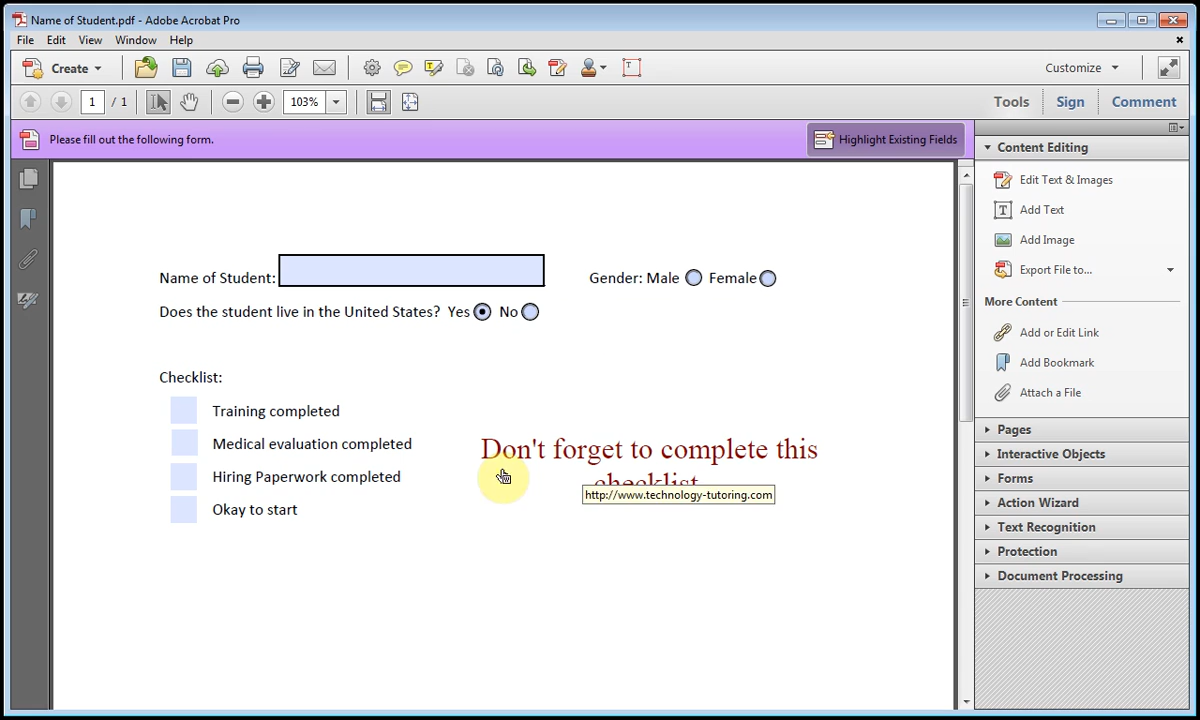 Name of Student.pdf - Adobe Acrobat Pro
File Edit View Window Help
Create
Customize
1 / 1
103%
Tools Sign Comment
Please fill out the following form.
Highlight Existing Fields
Content Editing
Edit Text & Images
Add Text
Add Image
Export File to...
More Content
Add or Edit Link
Add Bookmark
Attach a File
Pages
Interactive Objects
Forms
Action Wizard
Text Recognition
Protection
Document Processing
Name of Student:
Gender: Male Female
Does the student live in the United States? Yes No
Checklist:
Training completed
Medical evaluation completed
Hiring Paperwork completed
Okay to start
Don't forget to complete this
checklist
http://www.technology-tutoring.com